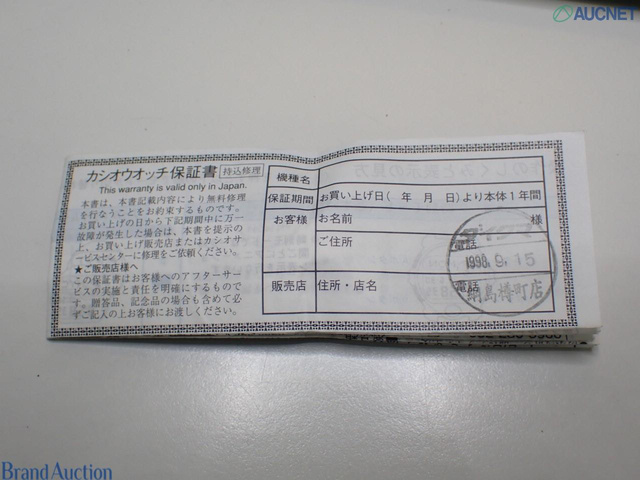 AUCNET
カシオウオッチ保証書 持込修理
This warranty is valid only in Japan.
本書は、本書記載内容により無料修理
を行なうことをお約束するものです。
お買い上げの日から下記期間中に万一
故障が発生した場合は、本書を提示の
上、お買い上げ販売店またはカシオサ
ービスセンターに修理をご依頼ください。
★ご販売店様へ
この保証書はお客様へのアフターサー
ビスの実施と責任を明確にするもので
す。贈答品、記念品の場合も含めて必
ずご記入の上お客様にお渡しください。
機種名
保証期間 お買い上げ日( 年 月 日)より本体1年間
お客様 お名前 様
ご住所
電話
1998.9.15
販売店 住所・店名
電話
綱島樽町店
Brand Auction